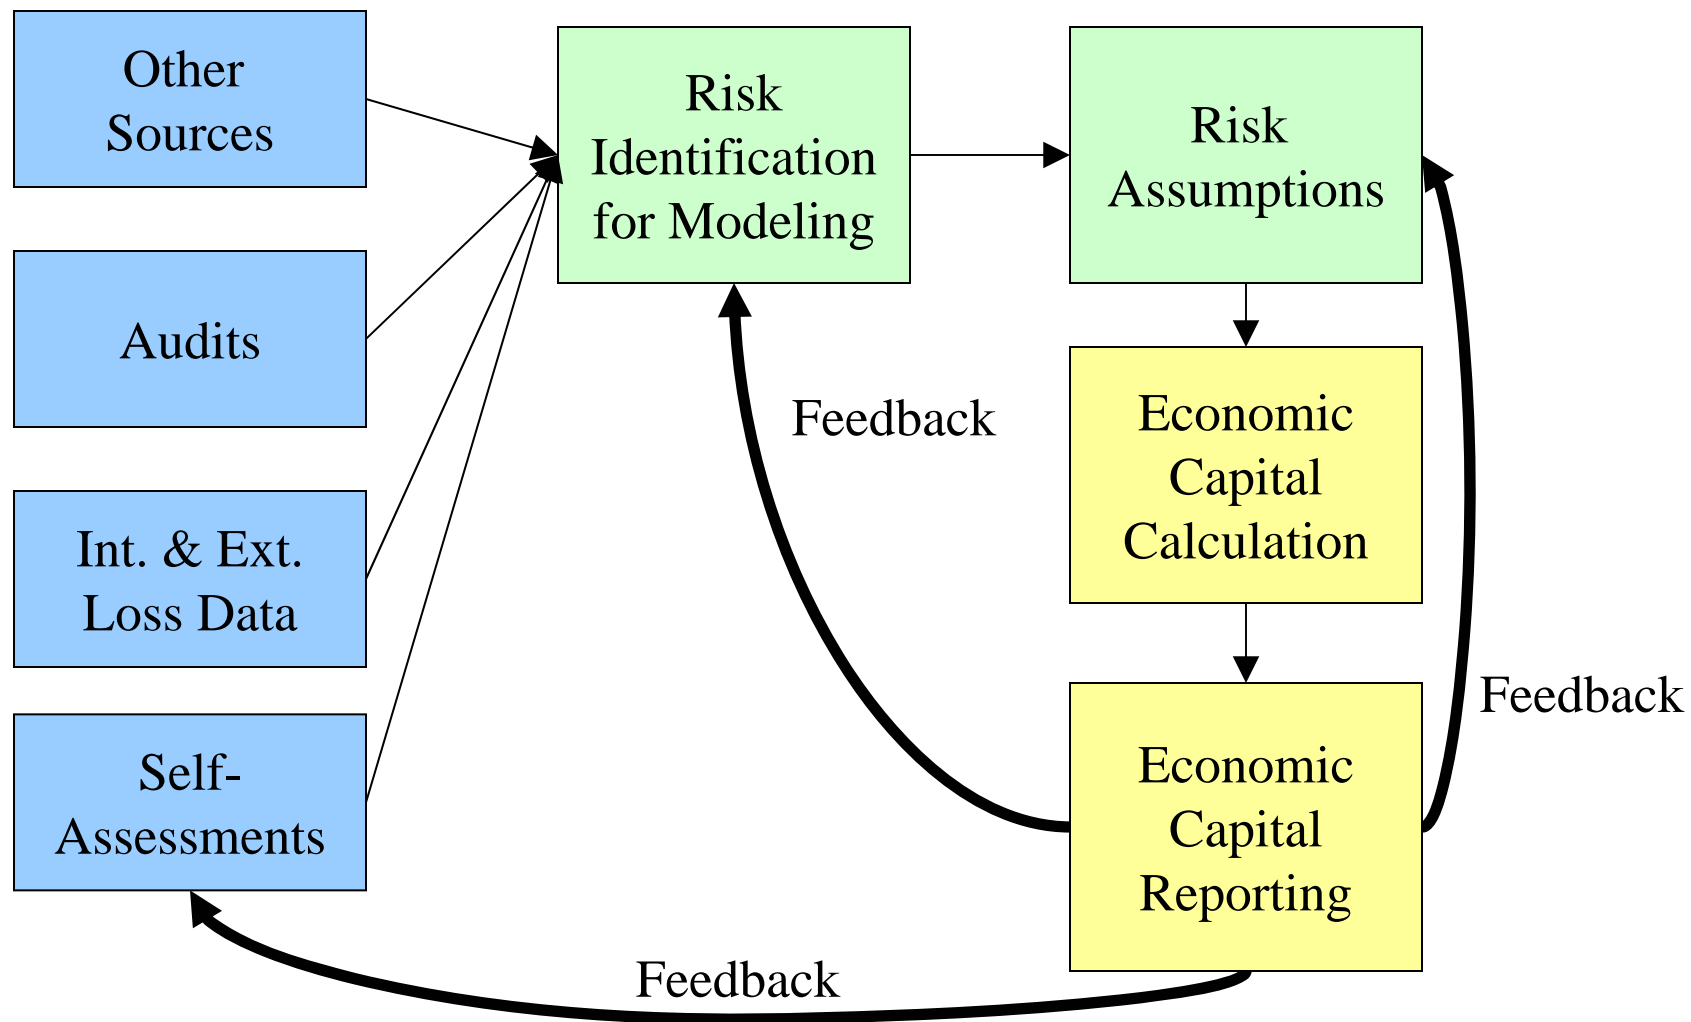 Other
Sources
Audits
Int. & Ext.
Loss Data
Self-
Assessments
Risk
Identification
for Modeling
Risk
Assumptions
Economic
Capital
Calculation
Economic
Capital
Reporting
Feedback
Feedback
Feedback